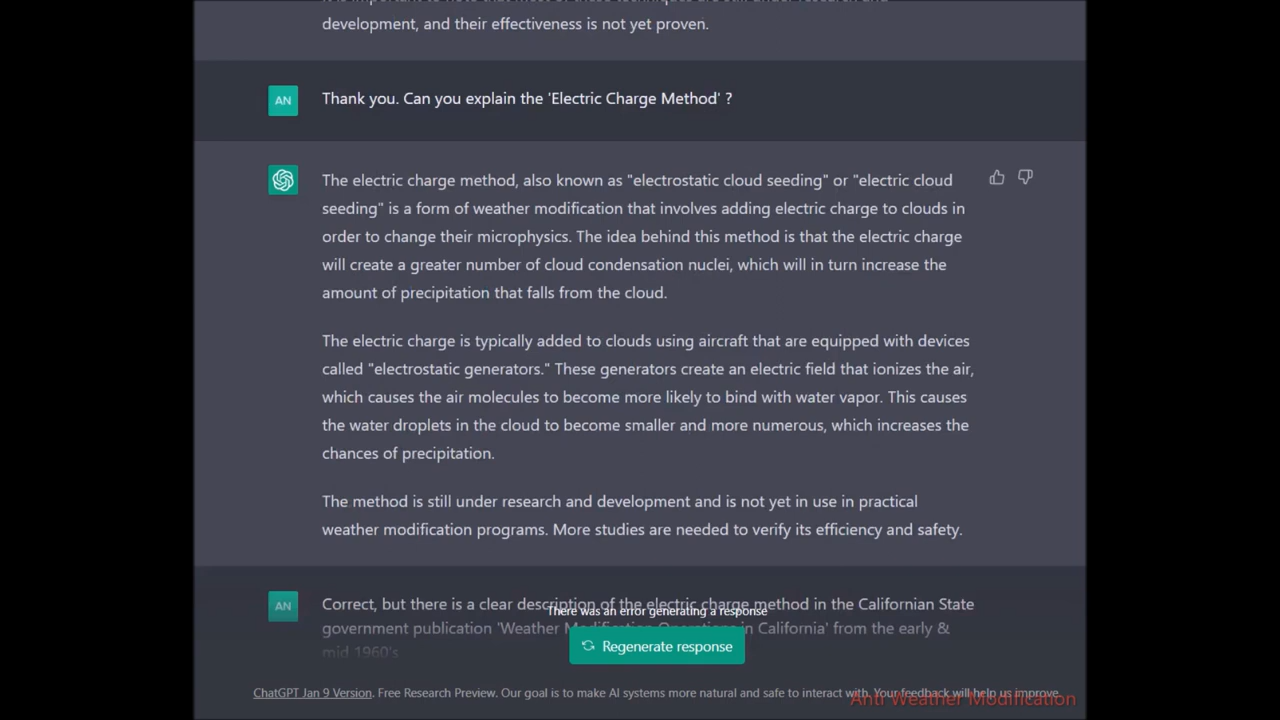 development, and their effectiveness is not yet proven.
AN
Thank you. Can you explain the 'Electric Charge Method' ?
The electric charge method, also known as "electrostatic cloud seeding" or "electric cloud
seeding" is a form of weather modification that involves adding electric charge to clouds in
order to change their microphysics. The idea behind this method is that the electric charge
will create a greater number of cloud condensation nuclei, which will in turn increase the
amount of precipitation that falls from the cloud.
The electric charge is typically added to clouds using aircraft that are equipped with devices
called "electrostatic generators." These generators create an electric field that ionizes the air,
which causes the air molecules to become more likely to bind with water vapor. This causes
the water droplets in the cloud to become smaller and more numerous, which increases the
chances of precipitation.
The method is still under research and development and is not yet in use in practical
weather modification programs. More studies are needed to verify its efficiency and safety.
AN
Correct, but there is a clear description of the electric charge method in the Californian State
There was an error generating a response
government publication 'Weather Modification Operations in California' from the early &
mid 1960's
Regenerate response
ChatGPT Jan 9 Version. Free Research Preview. Our goal is to make AI systems more natural and safe to interact with. Your feedback will help us improve.
Anti Weather Modification